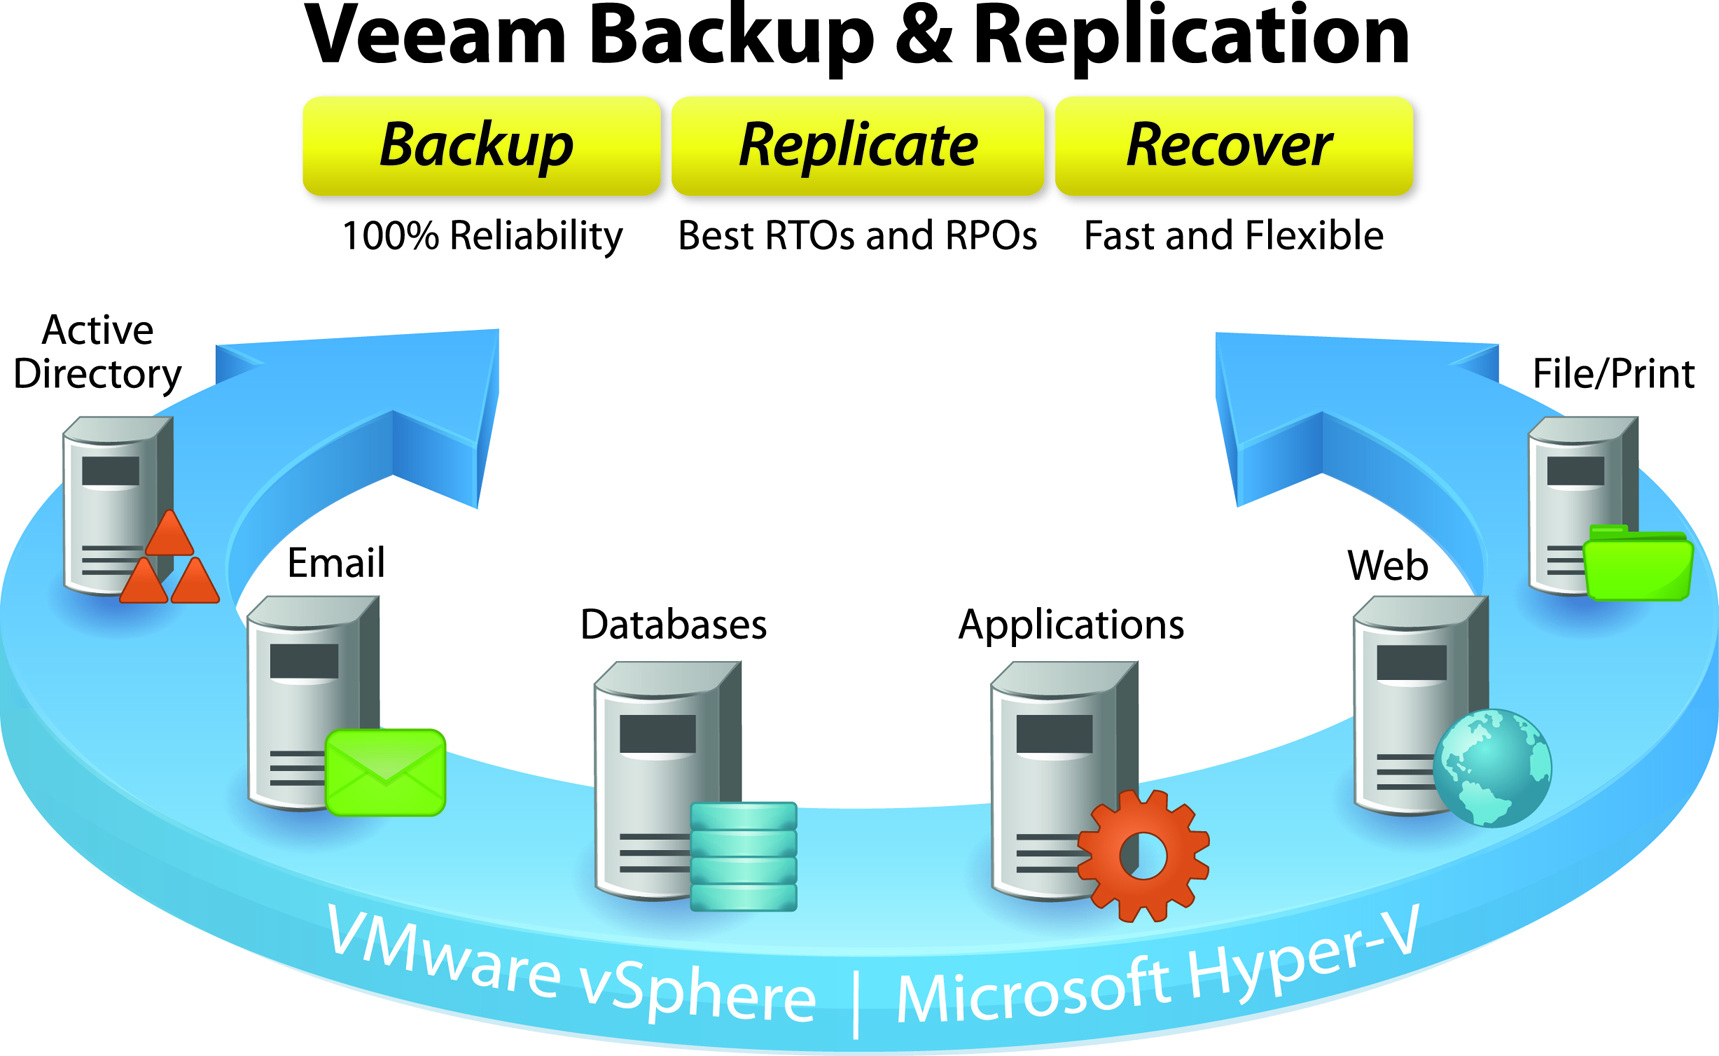 Veeam Backup & Replication
Backup
Replicate
Recover
100% Reliability
Best RTOs and RPOs
Fast and Flexible
Active
Directory
File/Print
Email
Web
Databases
Applications
VMware vSphere | Microsoft Hyper-V